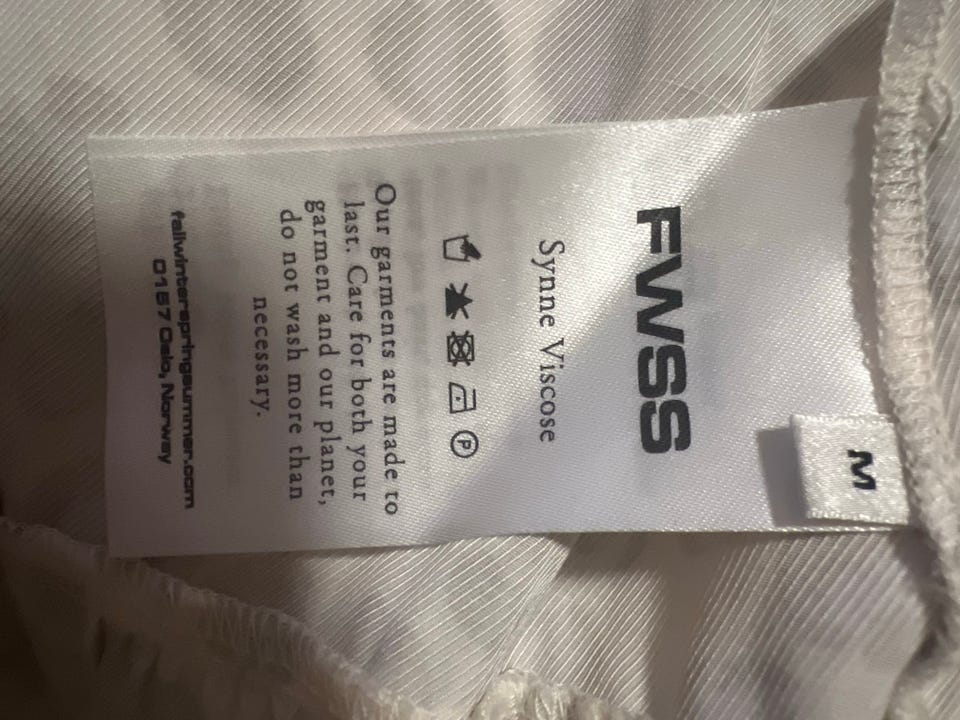 FWSS
M
Synne Viscose
P
Our garments are made to
last. Care for both your
garment and our planet,
do not wash more than
necessary.
fallwinterspringsummer.com
0157 Oslo, Norway